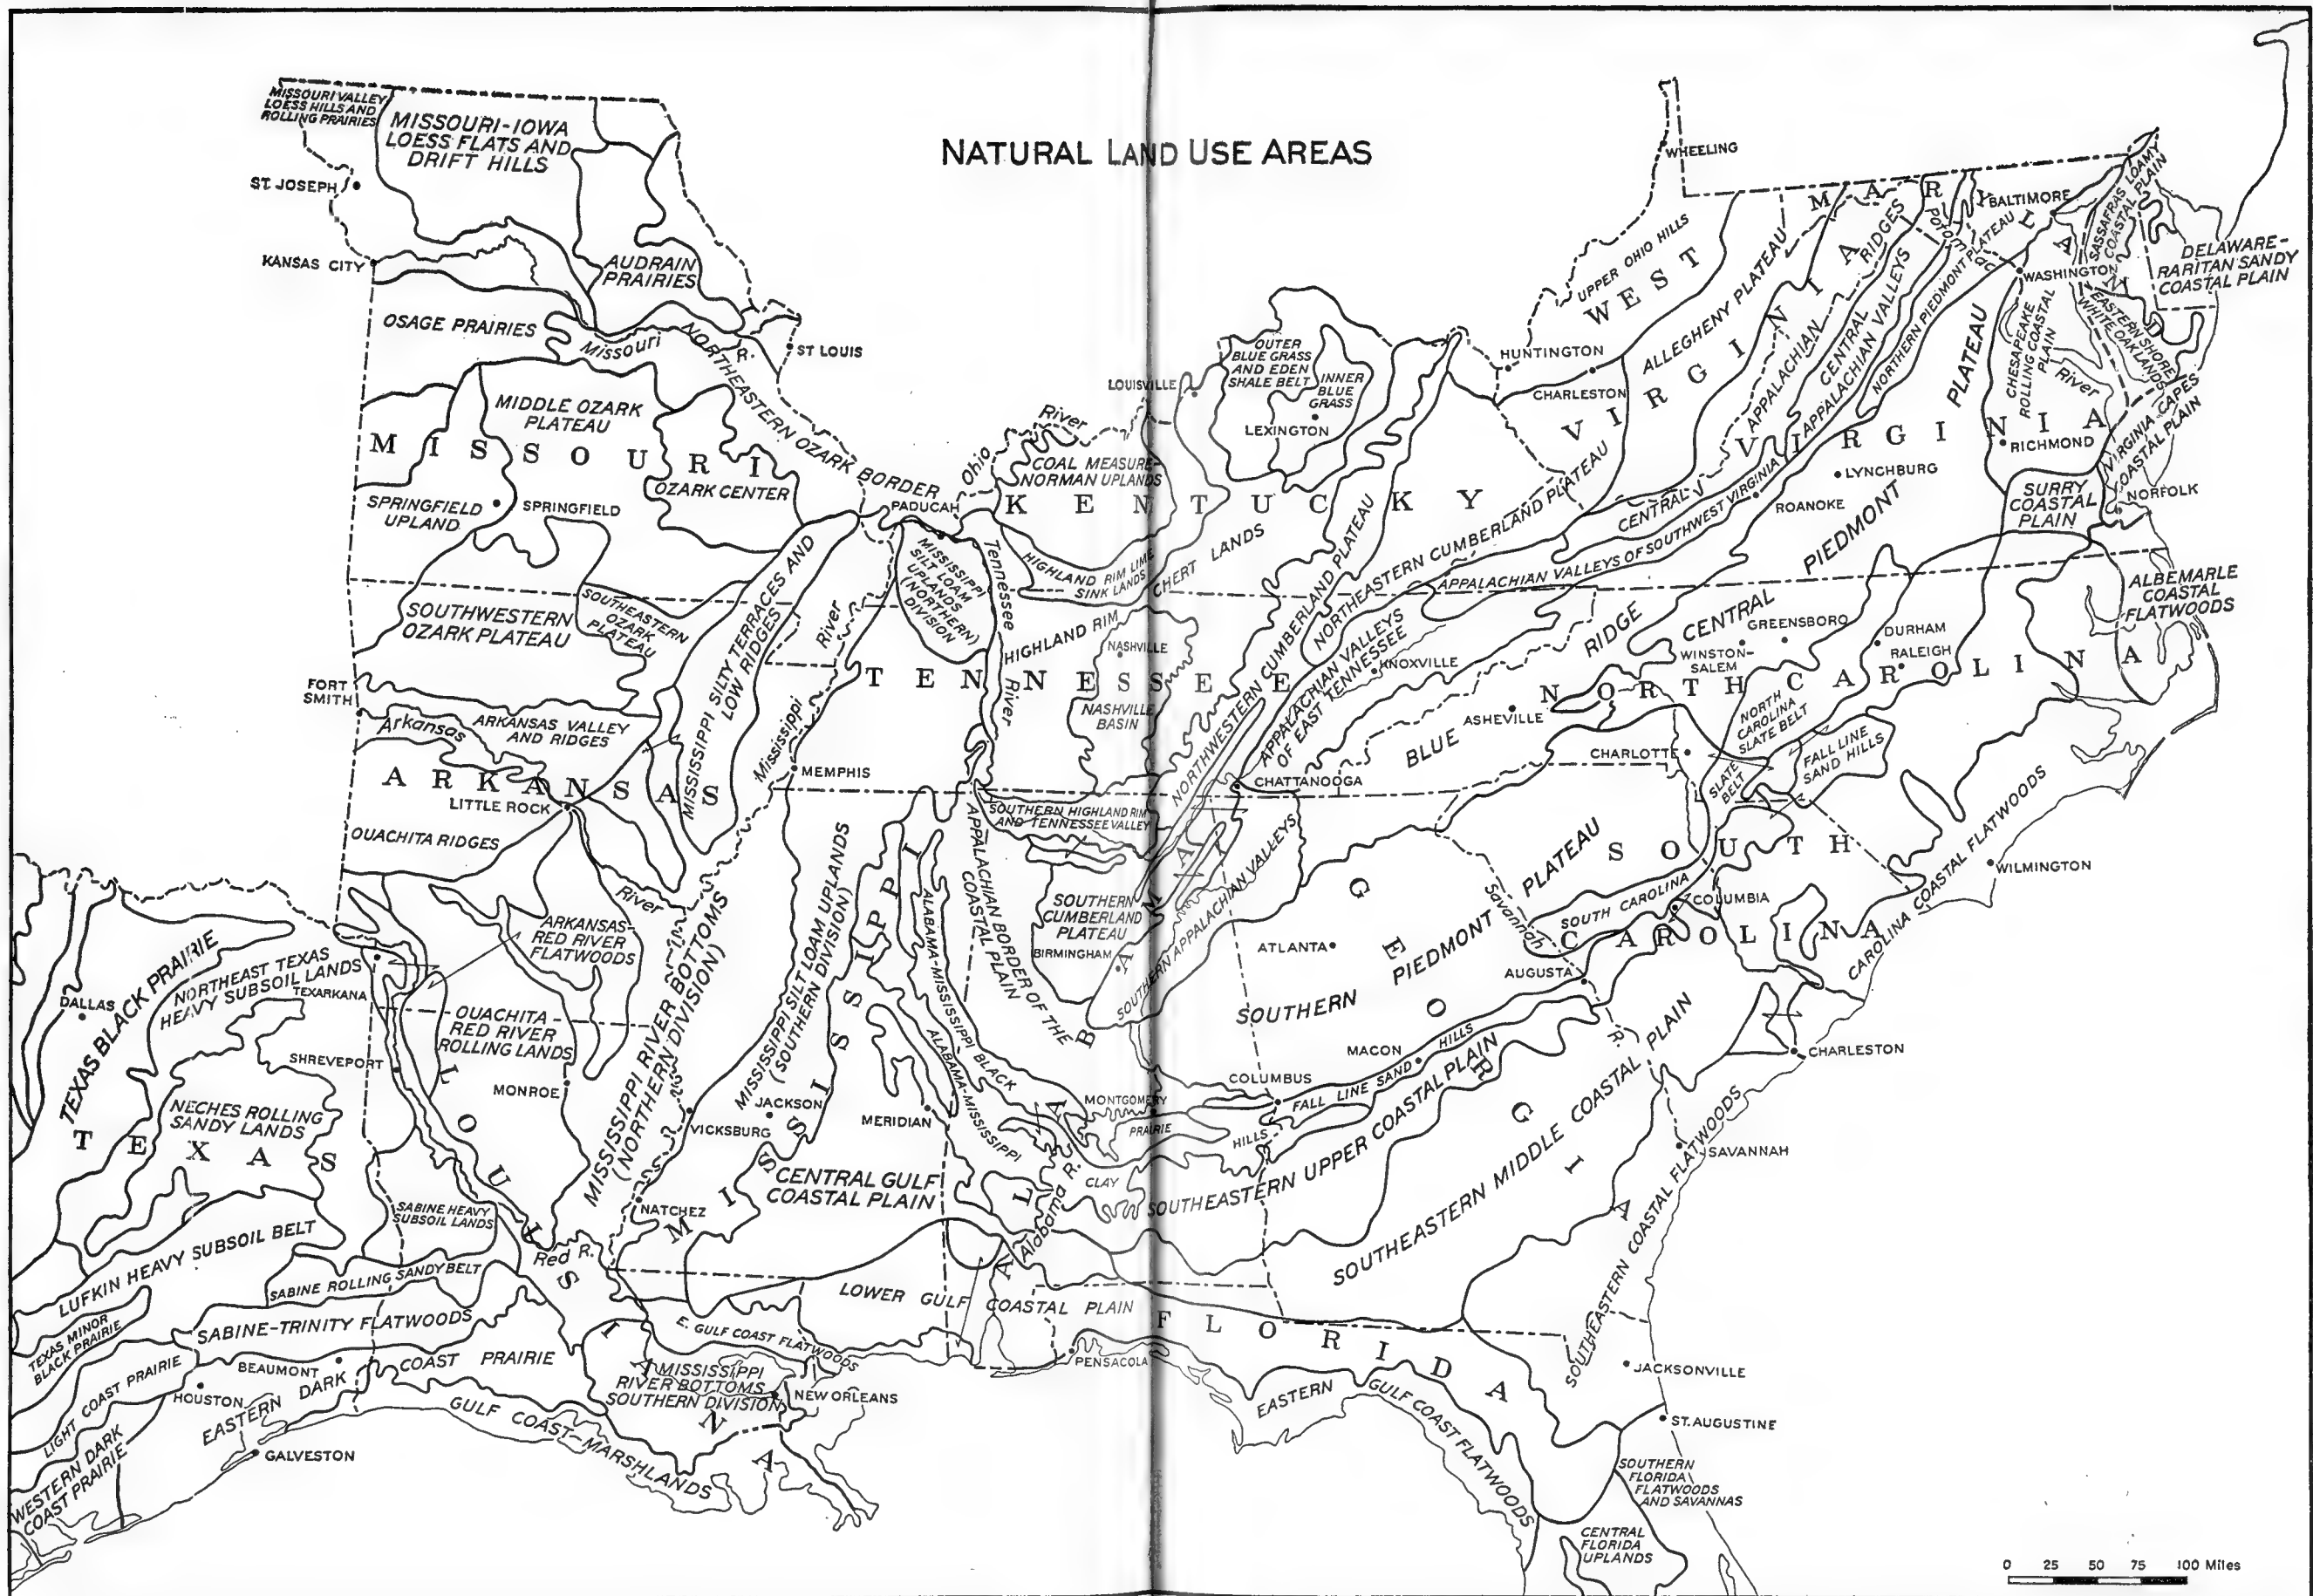 NATURAL LAND USE AREAS
MISSOURI VALLEY
LOESS HILLS AND
ROLLING PRAIRIES
MISSOURI-IOWA
LOESS FLATS AND
DRIFT HILLS
ST. JOSEPH
KANSAS CITY
AUDRAIN
PRAIRIES
OSAGE PRAIRIES
Missouri
R.
ST LOUIS
NORTHEASTERN OZARK BORDER
MIDDLE OZARK
PLATEAU
MISSOURI
OZARK CENTER
SPRINGFIELD
UPLAND
SPRINGFIELD
SOUTHWESTERN
OZARK PLATEAU
SOUTHEASTERN
OZARK
PLATEAU
MISSISSIPPI SILTY TERRACES AND
LOW RIDGES
FORT
SMITH
Arkansas
ARKANSAS VALLEY
AND RIDGES
ARKANSAS
LITTLE ROCK
OUACHITA RIDGES
River
ARKANSAS-
RED RIVER
FLATWOODS
Mississippi
River
MEMPHIS
PADUCAH
Ohio
River
LOUISVILLE
OUTER
BLUE GRASS
AND EDEN
SHALE BELT
INNER
BLUE
GRASS
LEXINGTON
COAL MEASURE-
NORMAN UPLANDS
KENTUCKY
HIGHLAND RIM LIME
SINK LANDS
CHERT LANDS
MISSISSIPPI
SILT LOAM
UPLANDS
(NORTHERN
DIVISION)
Tennessee
River
HIGHLAND RIM
NASHVILLE
TENNESSEE
NASHVILLE
BASIN
NORTHWESTERN CUMBERLAND PLATEAU
NORTHEASTERN CUMBERLAND PLATEAU
APPALACHIAN VALLEYS
OF EAST TENNESSEE
KNOXVILLE
CHATTANOOGA
SOUTHERN HIGHLAND RIM
AND TENNESSEE VALLEY
WHEELING
UPPER OHIO HILLS
WEST
VIRGINIA
HUNTINGTON
CHARLESTON
ALLEGHENY PLATEAU
MARYLAND
CENTRAL
APPALACHIAN
RIDGES
CENTRAL
APPALACHIAN VALLEYS
NORTHERN PIEDMONT PLATEAU
Potomac
BALTIMORE
WASHINGTON
SASSAFRAS LOAMY
COASTAL PLAIN
DELAWARE-
RARITAN SANDY
COASTAL PLAIN
EASTERN SHORE
WHITE OAK LANDS
CHESAPEAKE
ROLLING COASTAL
PLAIN
River
VIRGINIA
RICHMOND
LYNCHBURG
ROANOKE
SURRY
COASTAL
PLAIN
VIRGINIA CAPES
COASTAL PLAIN
NORFOLK
APPALACHIAN VALLEYS OF SOUTHWEST VIRGINIA
CENTRAL
PIEDMONT
PLATEAU
BLUE
RIDGE
ALBEMARLE
COASTAL
FLATWOODS
GREENSBORO
DURHAM
RALEIGH
WINSTON-
SALEM
NORTH CAROLINA
ASHEVILLE
CHARLOTTE
NORTH
CAROLINA
SLATE BELT
SLATE
BELT
FALL LINE
SAND HILLS
WILMINGTON
CAROLINA COASTAL FLATWOODS
SOUTH
CAROLINA
SOUTH CAROLINA
COLUMBIA
Savannah
R.
AUGUSTA
SOUTHERN
PIEDMONT
PLATEAU
GEORGIA
ATLANTA
MACON
COLUMBUS
FALL LINE SAND HILLS
CHARLESTON
SAVANNAH
SOUTHEASTERN UPPER COASTAL PLAIN
SOUTHEASTERN MIDDLE COASTAL PLAIN
SOUTHEASTERN COASTAL FLATWOODS
SOUTHERN
CUMBERLAND
PLATEAU
BIRMINGHAM
SOUTHERN APPALACHIAN VALLEYS
ALABAMA
APPALACHIAN BORDER OF THE
COASTAL PLAIN
ALABAMA-MISSISSIPPI BLACK
PRAIRIE
ALABAMA-MISSISSIPPI
CLAY
HILLS
MONTGOMERY
Alabama R.
MISSISSIPPI
MISSISSIPPI SILT LOAM UPLANDS
(SOUTHERN DIVISION)
MISSISSIPPI RIVER BOTTOMS
(NORTHERN DIVISION)
JACKSON
VICKSBURG
MERIDIAN
NATCHEZ
CENTRAL GULF
COASTAL PLAIN
TEXAS BLACK PRAIRIE
DALLAS
NORTHEAST TEXAS
HEAVY SUBSOIL LANDS
TEXARKANA
OUACHITA-
RED RIVER
ROLLING LANDS
SHREVEPORT
MONROE
NECHES ROLLING
SANDY LANDS
TEXAS
LOUISIANA
SABINE HEAVY
SUBSOIL LANDS
Red R.
LUFKIN HEAVY SUBSOIL BELT
SABINE ROLLING SANDY BELT
TEXAS MINOR
BLACK PRAIRIE
SABINE-TRINITY FLATWOODS
LIGHT COAST PRAIRIE
BEAUMONT
HOUSTON
EASTERN DARK
COAST PRAIRIE
WESTERN DARK
COAST PRAIRIE
GALVESTON
GULF COAST-MARSHLANDS
LOWER GULF COASTAL PLAIN
E. GULF COAST FLATWOODS
MISSISSIPPI
RIVER BOTTOMS
SOUTHERN DIVISION
NEW ORLEANS
PENSACOLA
FLORIDA
EASTERN
GULF COAST FLATWOODS
JACKSONVILLE
ST. AUGUSTINE
SOUTHERN
FLORIDA
FLATWOODS
AND SAVANNAS
CENTRAL
FLORIDA
UPLANDS
0 25 50 75 100 Miles